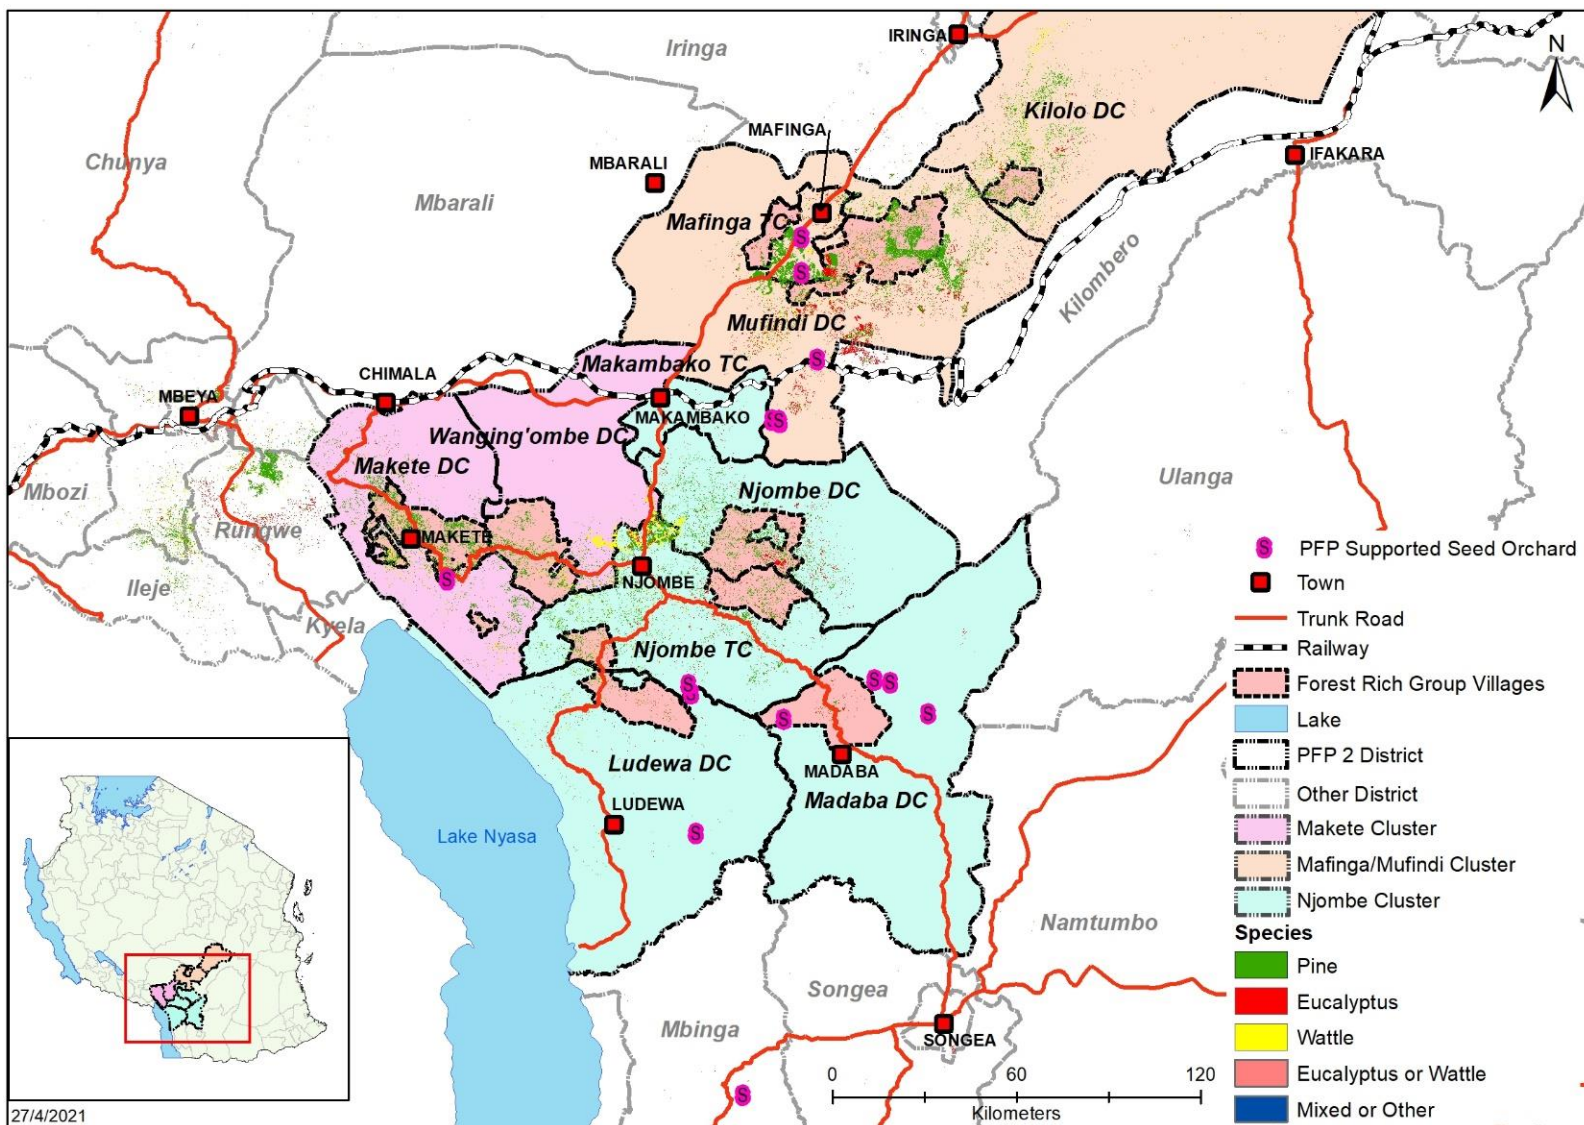 Iringa
IRINGA
N
Kilolo DC
MAFINGA
Chunya
MBARALI
IFAKARA
Mbarali
Mafinga TC
Kilombero
Mufindi DC
Makambako TC
CHIMALA
MBEYA
MAKAMBAKO
Wanging'ombe DC
Makete DC
Ulanga
Mbozi
Njombe DC
Rungwe
MAKETE
NJOMBE
Ileje
Kyela
Njombe TC
Ludewa DC
MADABA
Madaba DC
LUDEWA
Lake Nyasa
Namtumbo
Songea
Mbinga
SONGEA
S PFP Supported Seed Orchard
Town
Trunk Road
Railway
Forest Rich Group Villages
Lake
PFP 2 District
Other District
Makete Cluster
Mafinga/Mufindi Cluster
Njombe Cluster
Species
Pine
Eucalyptus
Wattle
Eucalyptus or Wattle
Mixed or Other
0 60 120
Kilometers
27/4/2021